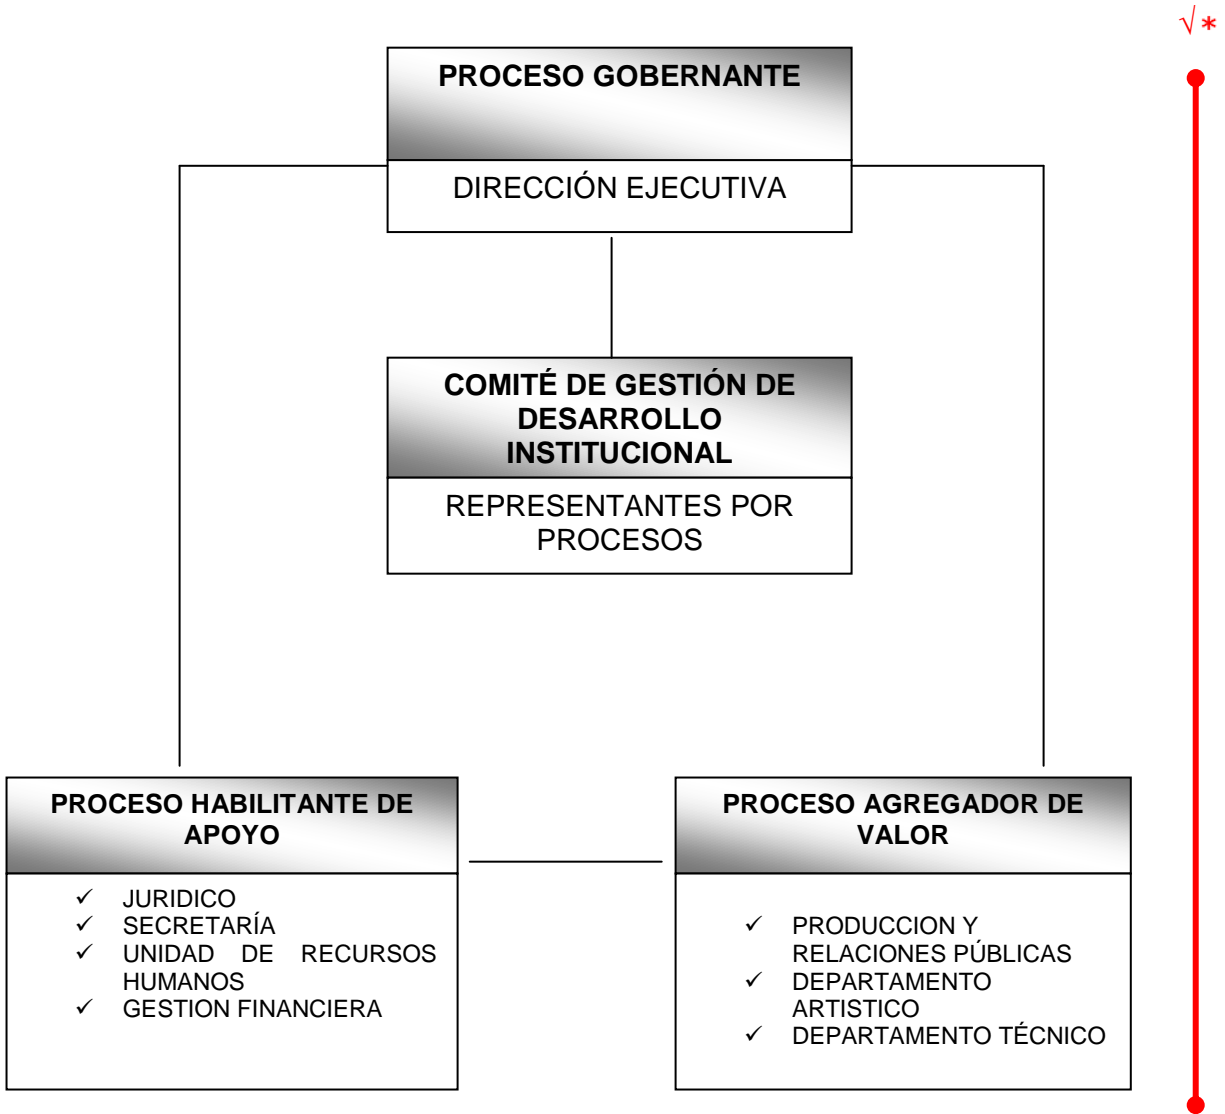 √ *
PROCESO GOBERNANTE
DIRECCIÓN EJECUTIVA
COMITÉ DE GESTIÓN DE
DESARROLLO
INSTITUCIONAL
REPRESENTANTES POR
PROCESOS
PROCESO HABILITANTE DE
APOYO
✓ JURIDICO
✓ SECRETARÍA
✓ UNIDAD DE RECURSOS
HUMANOS
✓ GESTION FINANCIERA
PROCESO AGREGADOR DE
VALOR
✓ PRODUCCION Y
RELACIONES PÚBLICAS
✓ DEPARTAMENTO
ARTISTICO
✓ DEPARTAMENTO TÉCNICO